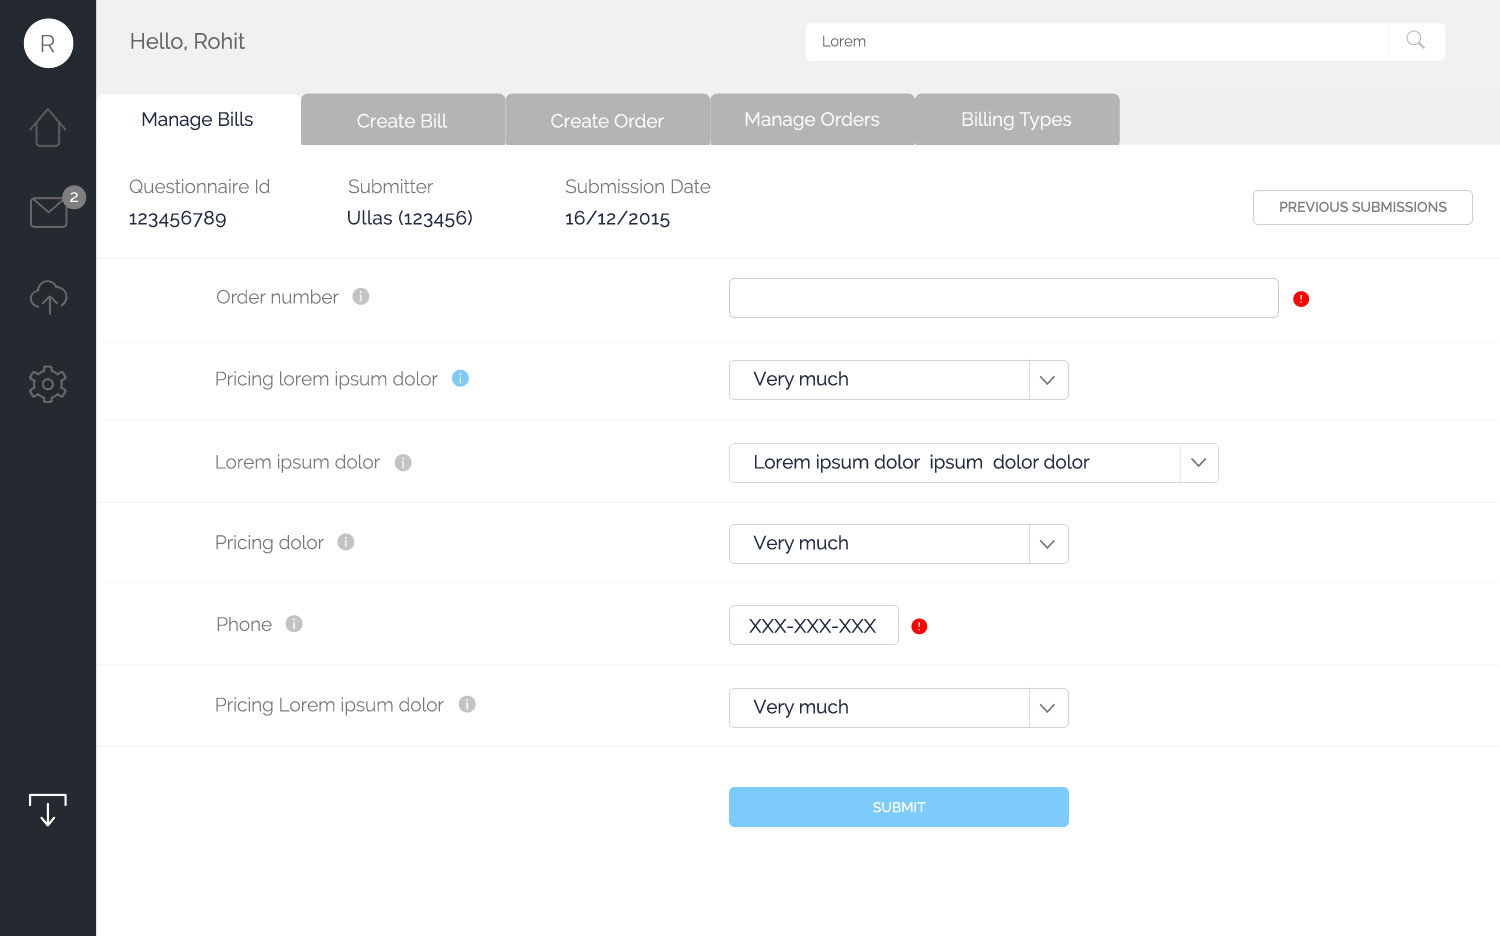 R
Hello, Rohit
Lorem
Manage Bills
Create Bill
Create Order
Manage Orders
Billing Types
2
Questionnaire Id
Submitter
Submission Date
123456789
Ullas (123456)
16/12/2015
PREVIOUS SUBMISSIONS
Order number i
!
Pricing lorem ipsum dolor i
Very much
Lorem ipsum dolor i
Lorem ipsum dolor ipsum dolor dolor
Pricing dolor i
Very much
Phone i
XXX-XXX-XXX
!
Pricing Lorem ipsum dolor i
Very much
SUBMIT